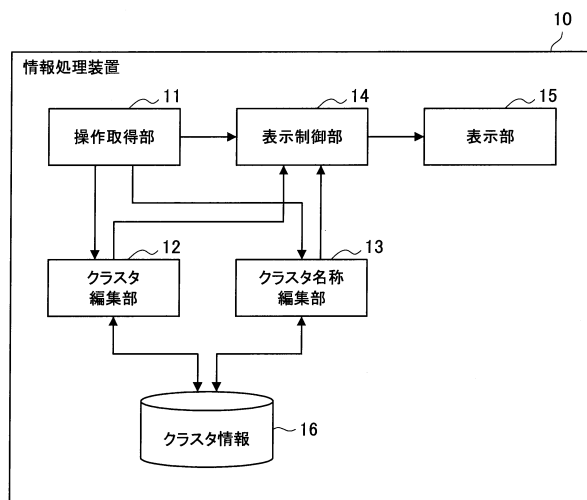 10
情報処理装置
11
操作取得部
14
表示制御部
15
表示部
12
クラスタ
編集部
13
クラスタ名称
編集部
クラスタ情報
16